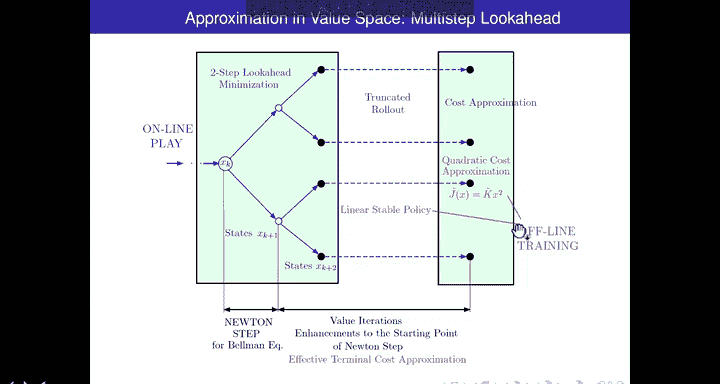 Approximation in Value Space: Multistep Lookahead
2-Step Lookahead
Minimization
ON-LINE
PLAY
x_k
Truncated
Rollout
Cost Approximation
Quadratic Cost
Approximation
J̃(x) = K̃x²
Linear Stable Policy
States x_{k+1}
States x_{k+2}
OFF-LINE
TRAINING
NEWTON
STEP
for Bellman Eq.
Value Iterations
Enhancements to the Starting Point
of Newton Step
Effective Terminal Cost Approximation